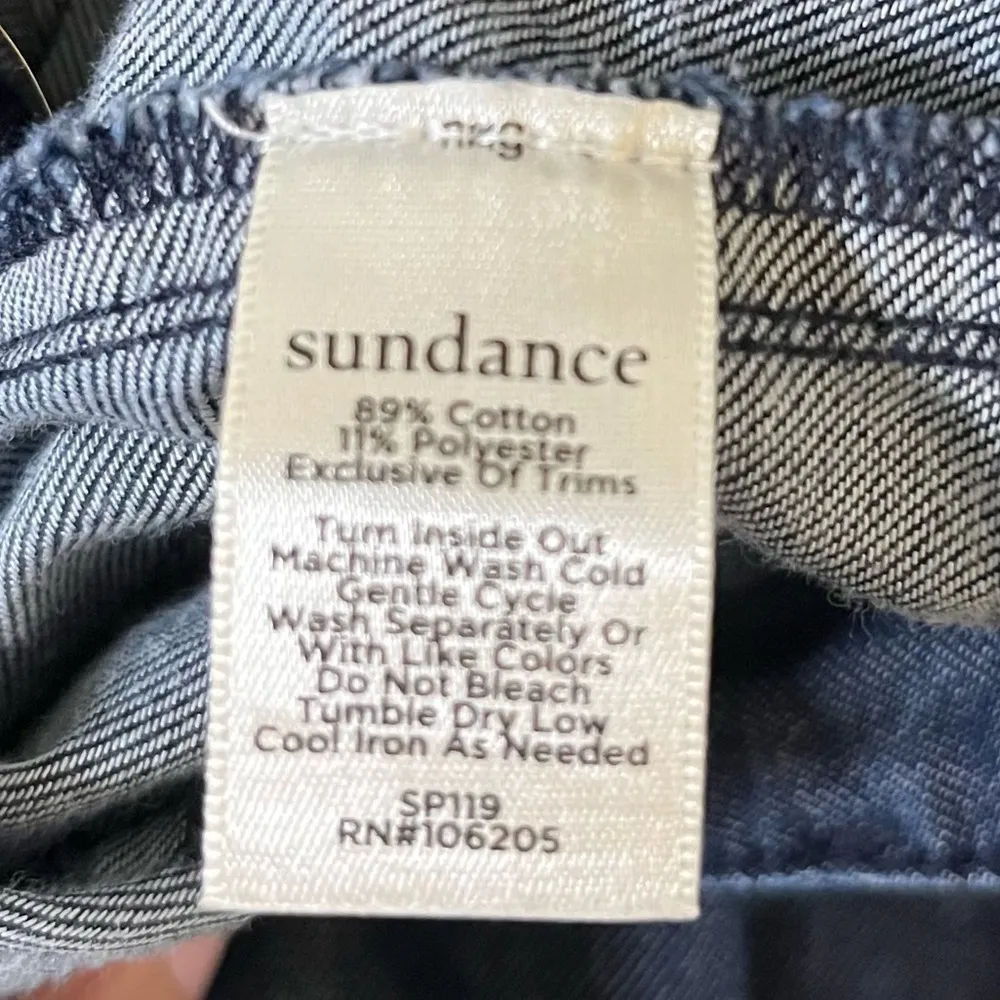 sundance
89% Cotton
11% Polyester
Exclusive Of Trims
Turn Inside Out
Machine Wash Cold
Gentle Cycle
Wash Separately Or
With Like Colors
Do Not Bleach
Tumble Dry Low
Cool Iron As Needed
SP119
RN#106205